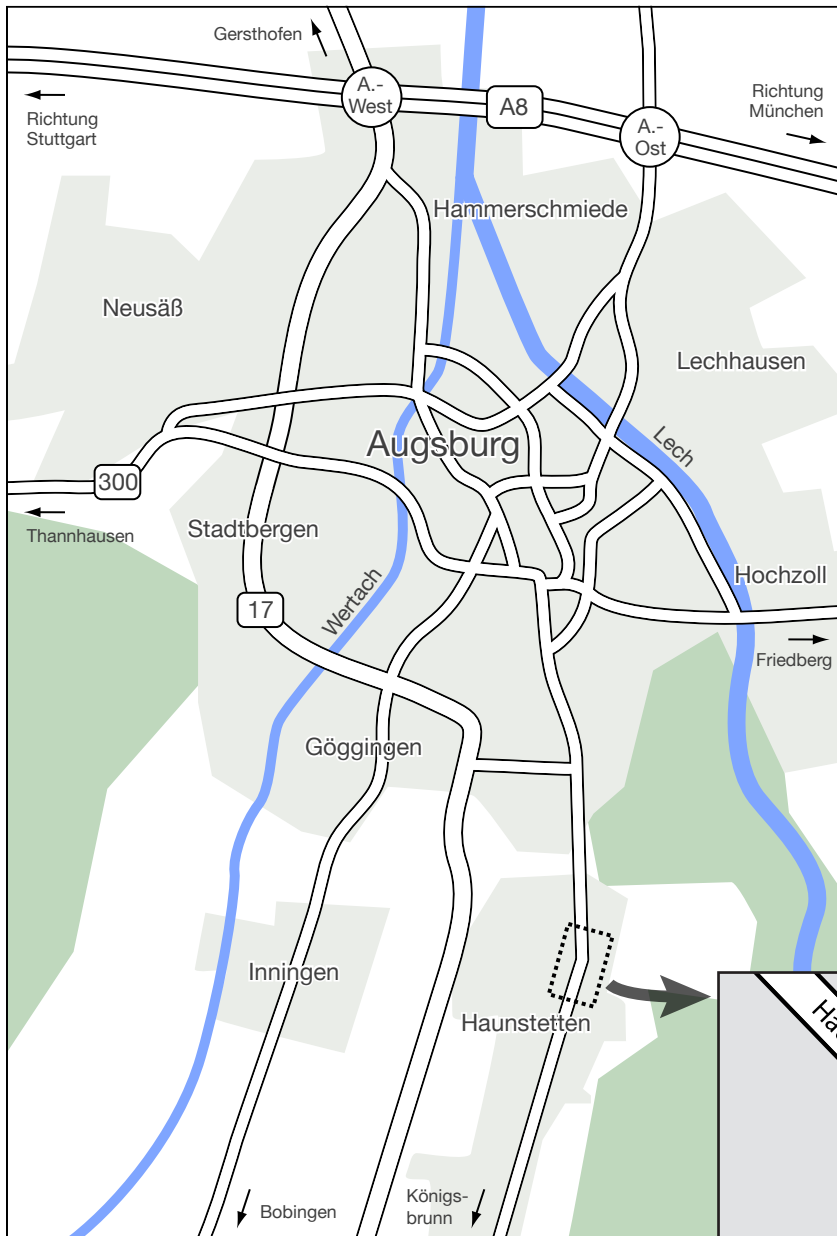 Gersthofen
A.-
West
A8
A.-
Ost
Richtung
München
Richtung
Stuttgart
Hammerschmiede
Neusäß
Lechhausen
Augsburg
Lech
300
Thannhausen
Stadtbergen
Hochzoll
Wertach
17
Friedberg
Göggingen
Inningen
Haunstetten
Königs-
brunn
Bobingen